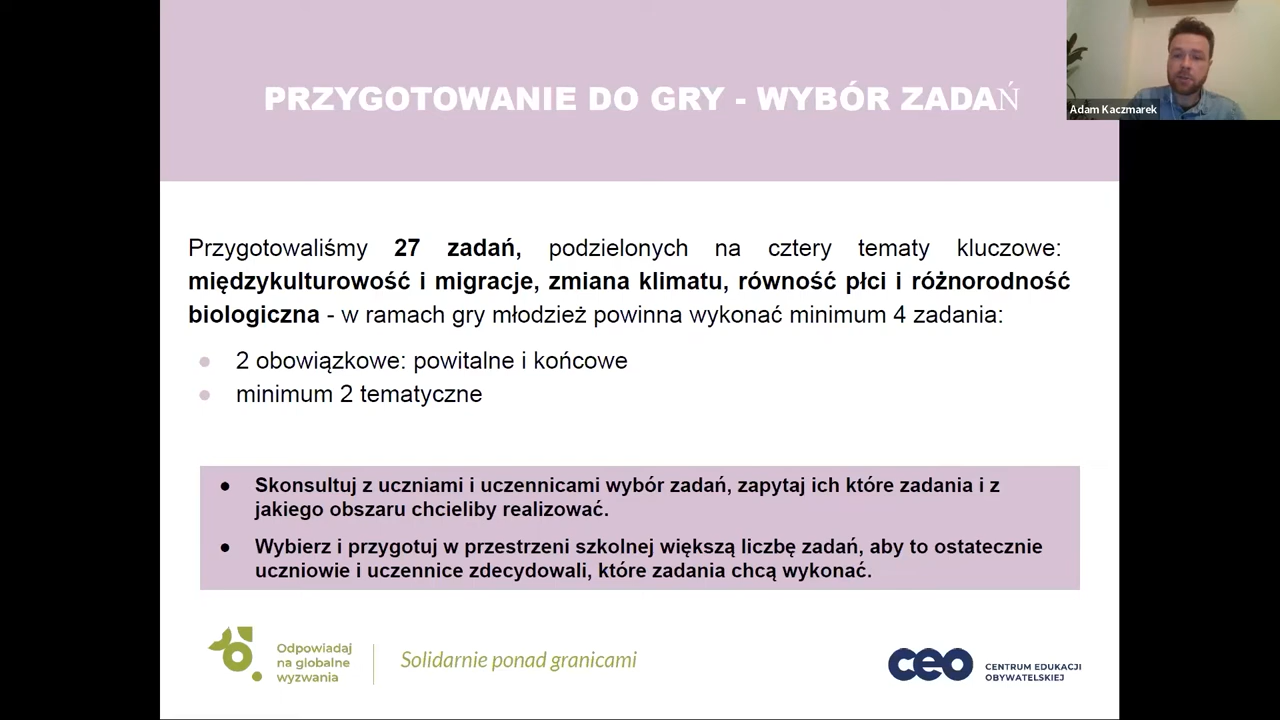 PRZYGOTOWANIE DO GRY - WYBÓR ZADAŃ
Adam Kaczmarek
Przygotowaliśmy 27 zadań, podzielonych na cztery tematy kluczowe:
międzykulturowość i migracje, zmiana klimatu, równość płci i różnorodność
biologiczna - w ramach gry młodzież powinna wykonać minimum 4 zadania:
● 2 obowiązkowe: powitalne i końcowe
● minimum 2 tematyczne
● Skonsultuj z uczniami i uczennicami wybór zadań, zapytaj ich które zadania i z
jakiego obszaru chcieliby realizować.
● Wybierz i przygotuj w przestrzeni szkolnej większą liczbę zadań, aby to ostatecznie
uczniowie i uczennice zdecydowali, które zadania chcą wykonać.
Odpowiadaj
na globalne
wyzwania
Solidarnie ponad granicami
ceo
CENTRUM EDUKACJI
OBYWATELSKIEJ